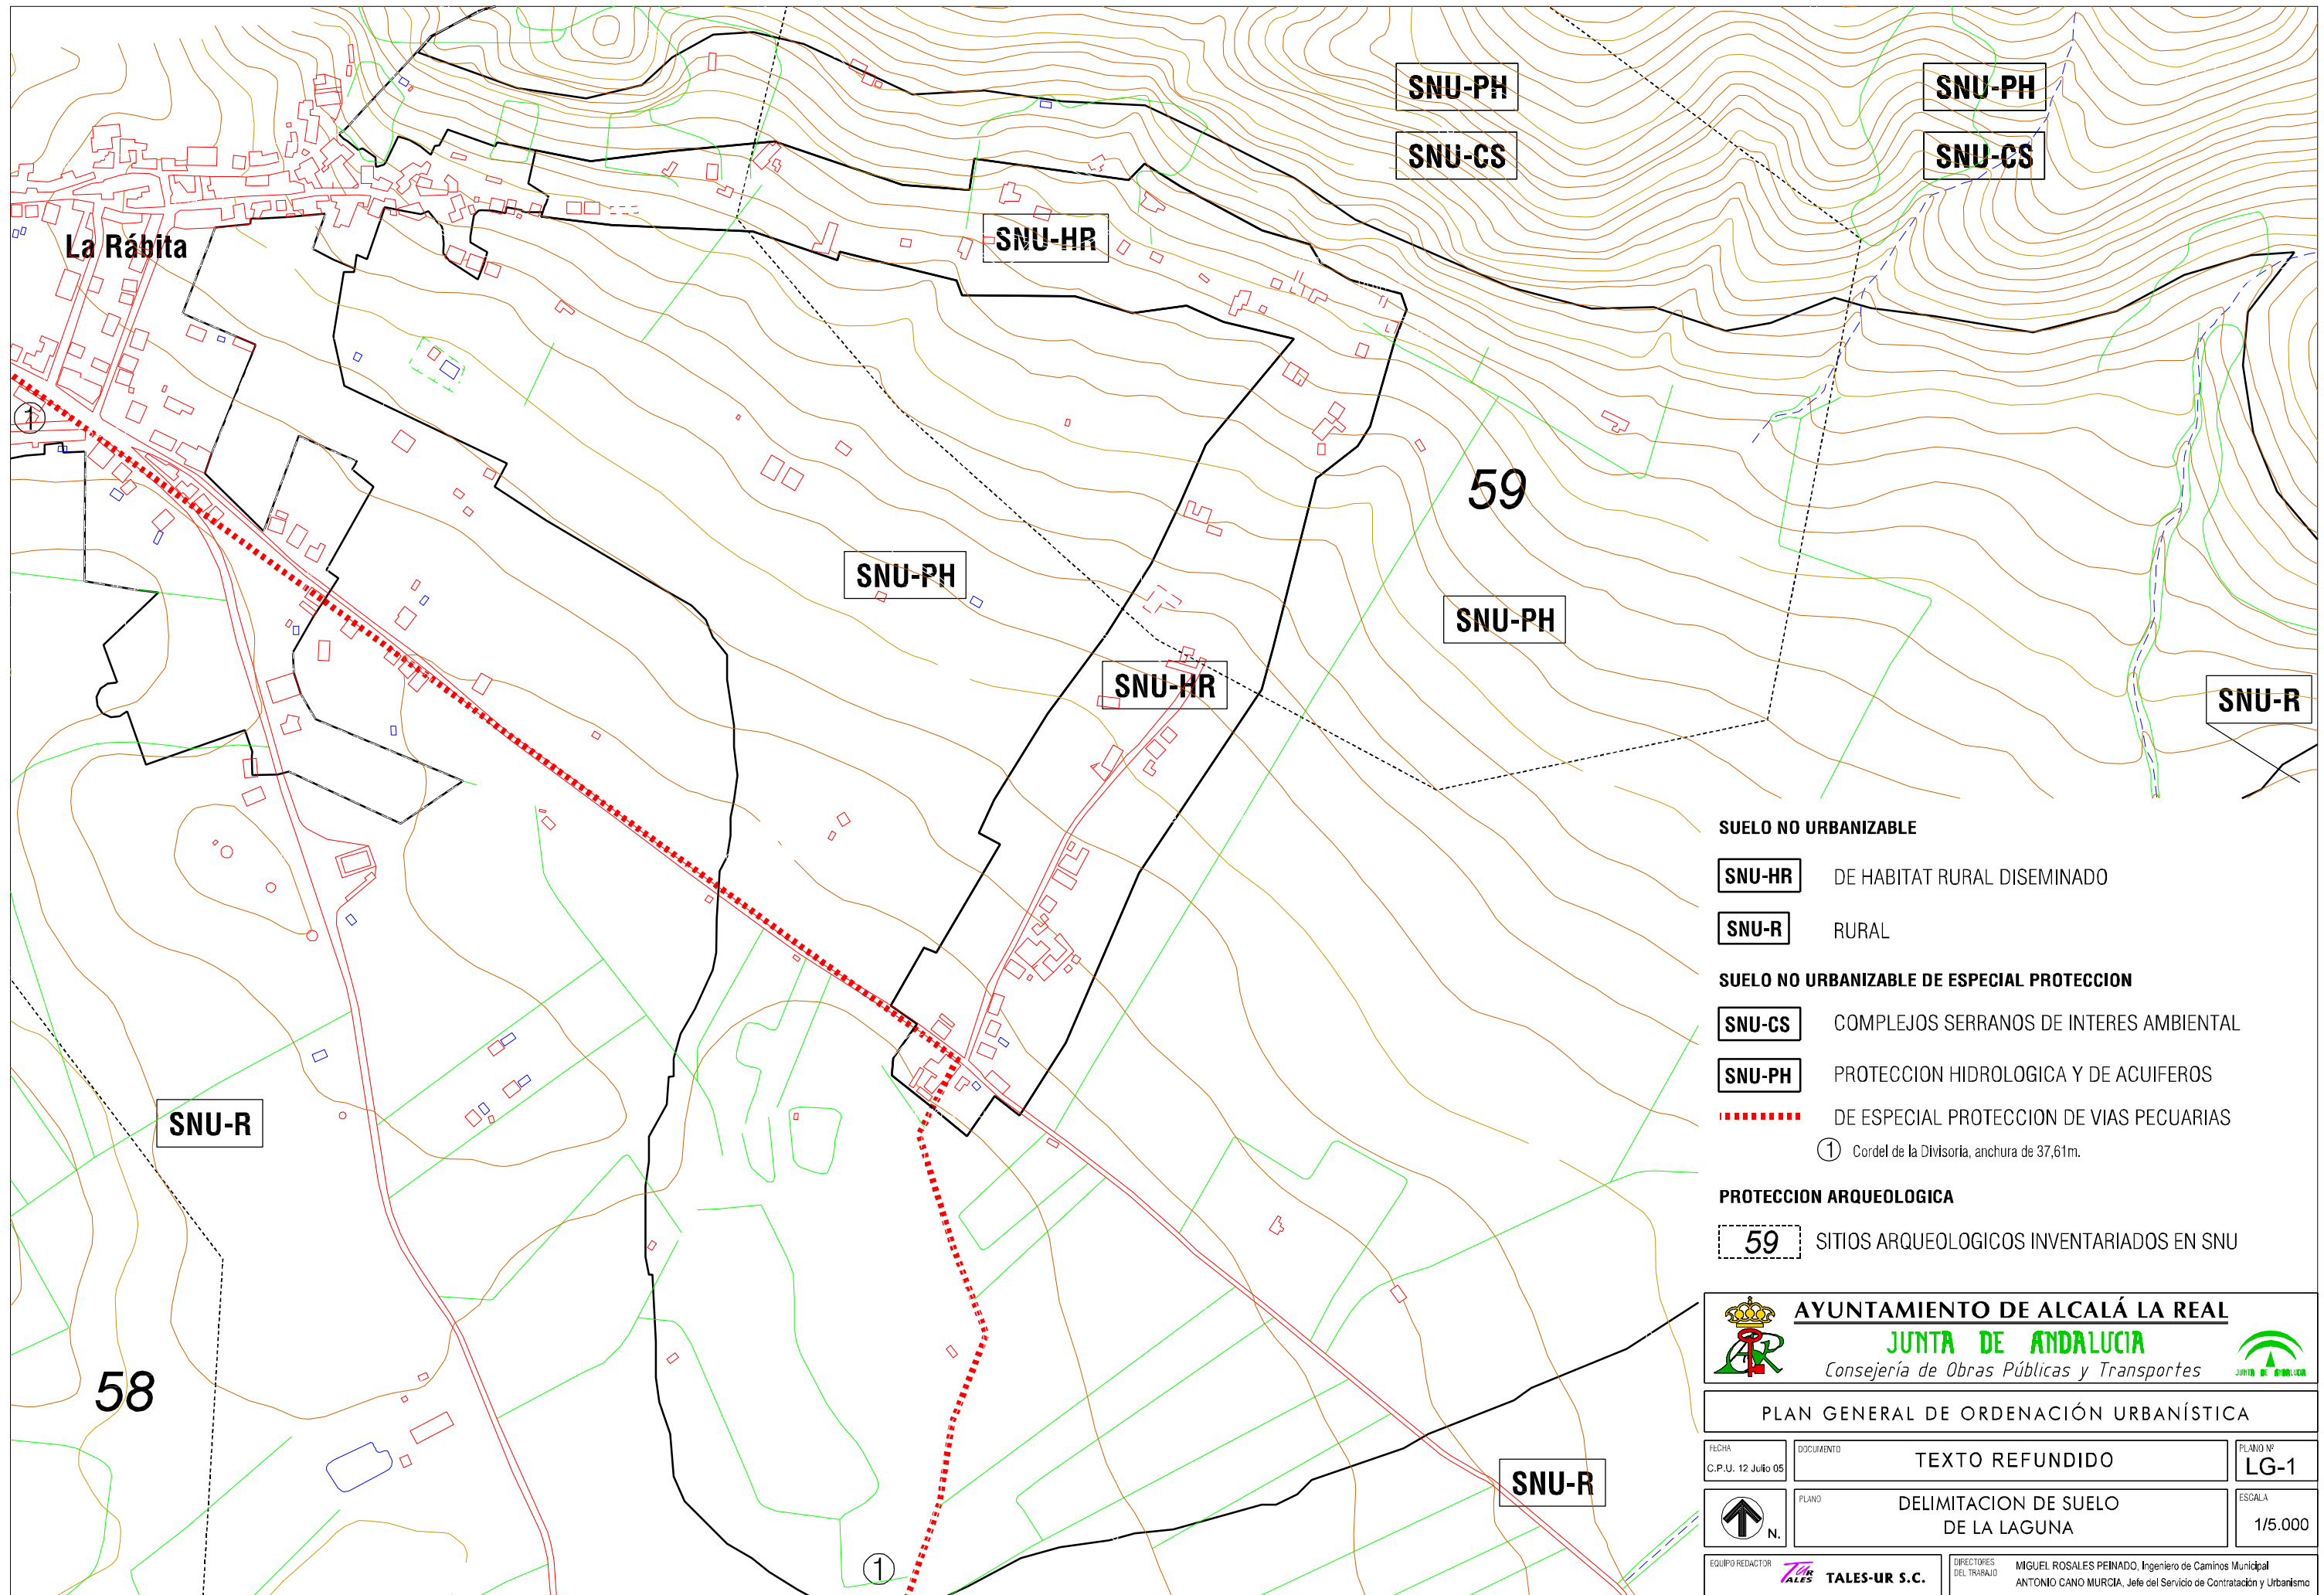 SNU-PH
SNU-PH
SNU-CS
SNU-CS
La Rábita
SNU-HR
1
59
SNU-PH
SNU-PH
SNU-HR
SNU-R
SNU-R
58
SNU-R
1
SUELO NO URBANIZABLE
SNU-HR DE HABITAT RURAL DISEMINADO
SNU-R RURAL
SUELO NO URBANIZABLE DE ESPECIAL PROTECCION
SNU-CS COMPLEJOS SERRANOS DE INTERES AMBIENTAL
SNU-PH PROTECCION HIDROLOGICA Y DE ACUIFEROS
DE ESPECIAL PROTECCION DE VIAS PECUARIAS
1 Cordel de la Divisoria, anchura de 37,61m.
PROTECCION ARQUEOLOGICA
59 SITIOS ARQUEOLOGICOS INVENTARIADOS EN SNU
AYUNTAMIENTO DE ALCALÁ LA REAL
JUNTA DE ANDALUCIA
Consejería de Obras Públicas y Transportes
JUNTA DE ANDALUCIA
PLAN GENERAL DE ORDENACIÓN URBANÍSTICA
FECHA
C.P.U. 12 Julio 05
DOCUMENTO
TEXTO REFUNDIDO
PLANO Nº
LG-1
N.
PLANO
DELIMITACION DE SUELO
DE LA LAGUNA
ESCALA
1/5.000
EQUIPO REDACTOR
TALES-UR
TALES-UR S.C.
DIRECTORES
DEL TRABAJO
MIGUEL ROSALES PEINADO, Ingeniero de Caminos Municipal
ANTONIO CANO MURCIA, Jefe del Servicio de Contratación y Urbanismo